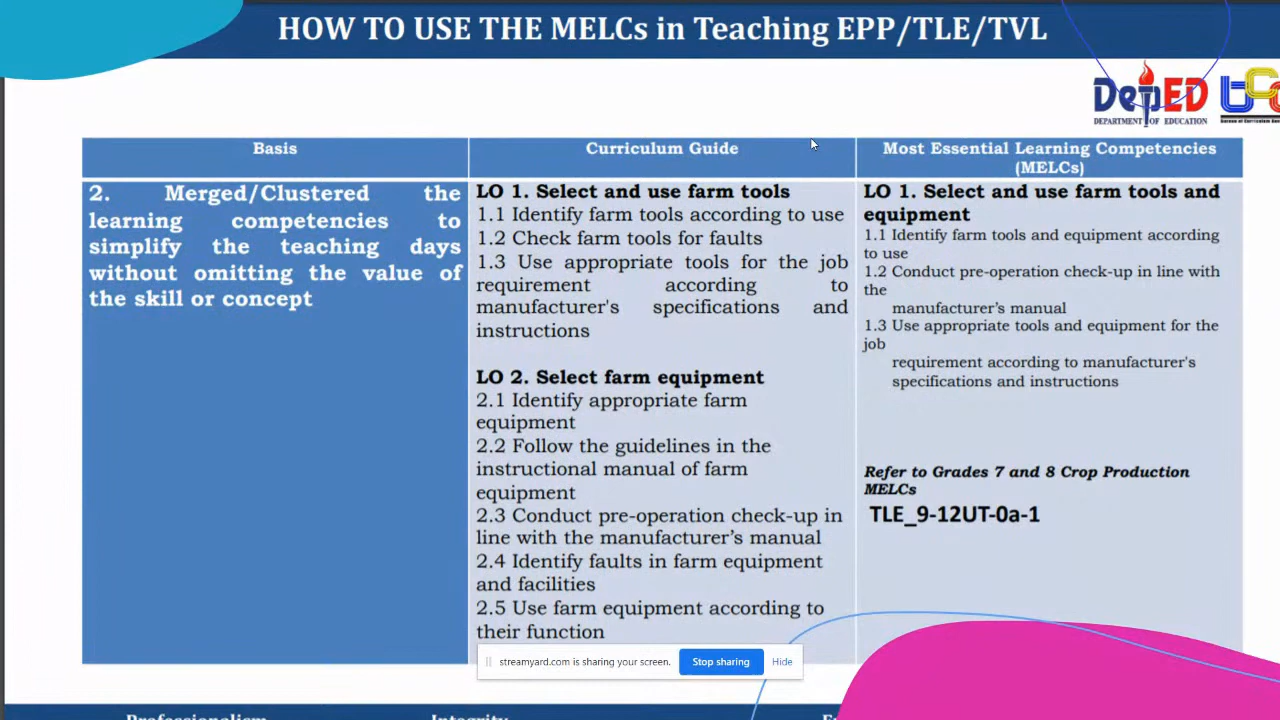 HOW TO USE THE MELCs in Teaching EPP/TLE/TVL
DepED
DEPARTMENT OF EDUCATION
Basis
Curriculum Guide
Most Essential Learning Competencies
(MELCs)
2. Merged/Clustered the
learning competencies to
simplify the teaching days
without omitting the value of
the skill or concept
LO 1. Select and use farm tools
1.1 Identify farm tools according to use
1.2 Check farm tools for faults
1.3 Use appropriate tools for the job
requirement according to
manufacturer's specifications and
instructions
LO 2. Select farm equipment
2.1 Identify appropriate farm
equipment
2.2 Follow the guidelines in the
instructional manual of farm
equipment
2.3 Conduct pre-operation check-up in
line with the manufacturer's manual
2.4 Identify faults in farm equipment
and facilities
2.5 Use farm equipment according to
their function
LO 1. Select and use farm tools and
equipment
1.1 Identify farm tools and equipment according
to use
1.2 Conduct pre-operation check-up in line with
the
manufacturer's manual
1.3 Use appropriate tools and equipment for the
job
requirement according to manufacturer's
specifications and instructions
Refer to Grades 7 and 8 Crop Production
MELCs
TLE_9-12UT-0a-1
streamyard.com is sharing your screen.
Stop sharing
Hide
Professionalism
Integrity